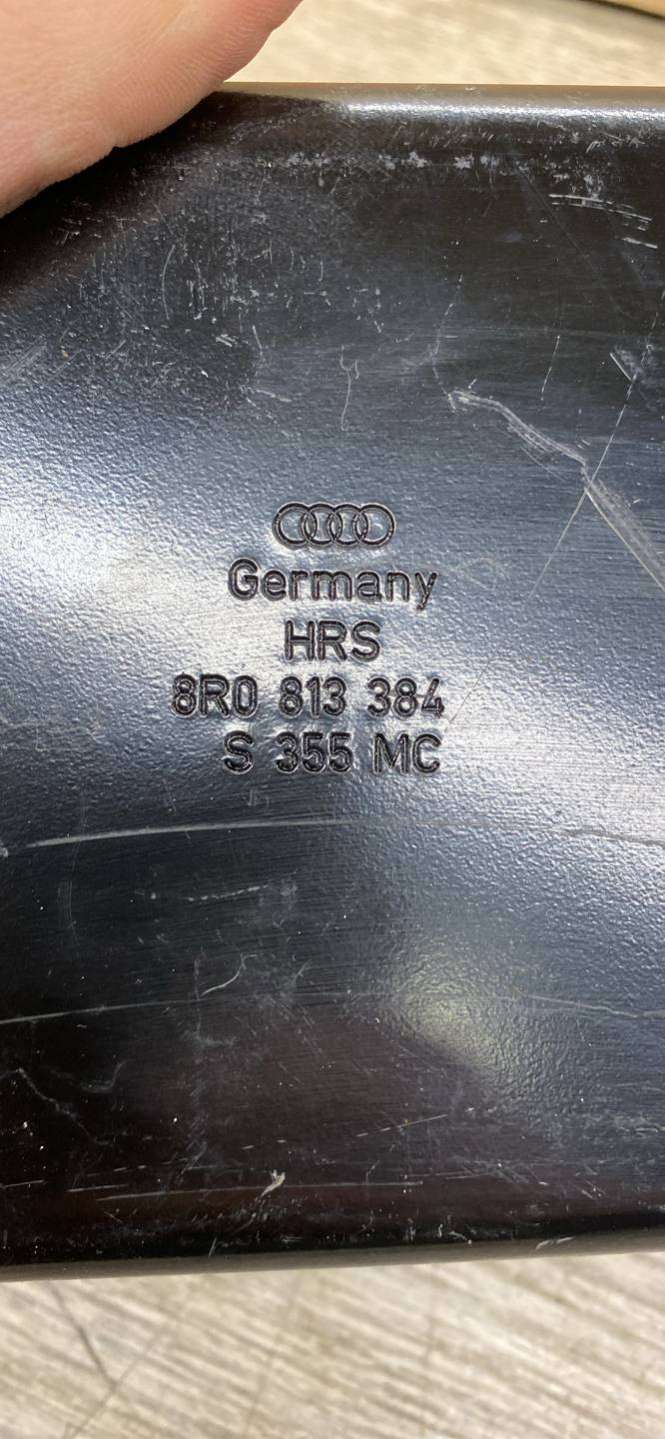 Germany
HRS
8R0 813 384
S 355 MC